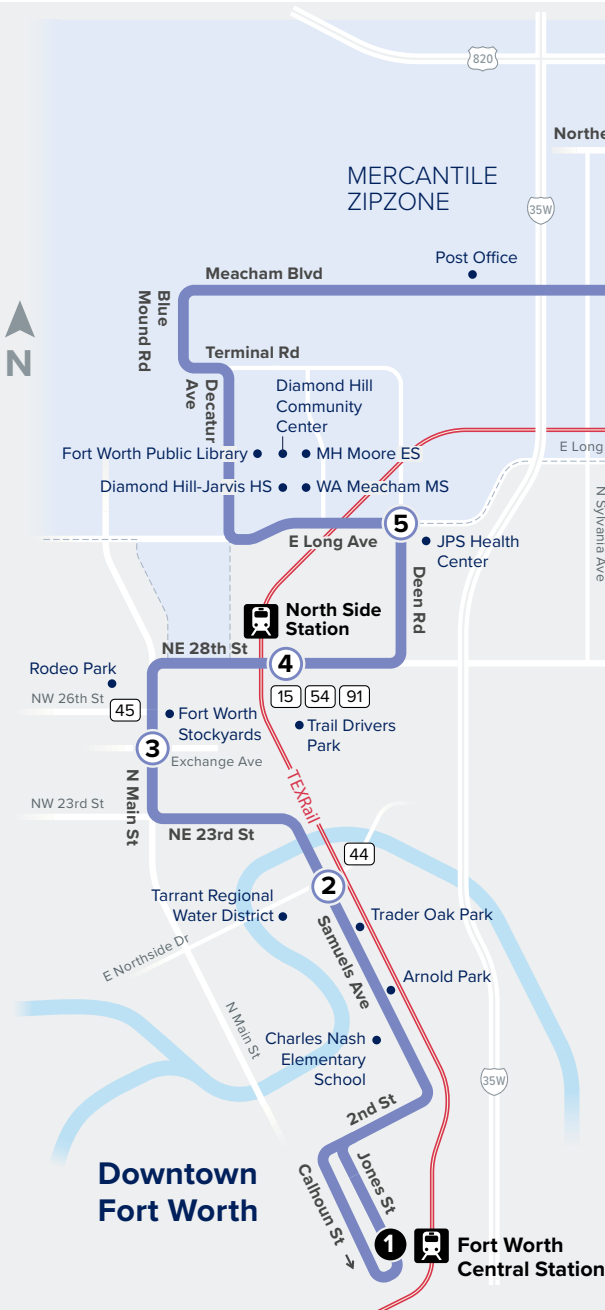 820
Northe
MERCANTILE
ZIPZONE
35W
Post Office
Meacham Blvd
Blue
Mound Rd
N
Terminal Rd
Decatur
Ave
Diamond Hill
Community
Center
Fort Worth Public Library
MH Moore ES
E Long
Diamond Hill-Jarvis HS
WA Meacham MS
N Sylvania Ave
5
E Long Ave
JPS Health
Center
Deen Rd
North Side
Station
NE 28th St
4
Rodeo Park
15 54 91
NW 26th St
45
Fort Worth
Stockyards
Trail Drivers
Park
3
Exchange Ave
N Main St
TEXRail
NW 23rd St
NE 23rd St
44
2
Tarrant Regional
Water District
Trader Oak Park
Samuels Ave
E Northside Dr
Arnold Park
N Main St
Charles Nash
Elementary
School
35W
2nd St
Downtown
Fort Worth
Jones St
Calhoun St
1
Fort Worth
Central Station